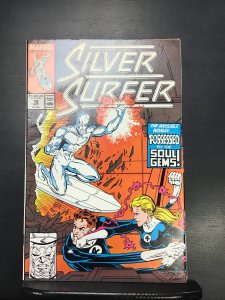 MARVEL
SILVER
SURFER
THE INVISIBLE
WOMAN..
POSSESSED
BY THE
SOUL
GEMS!